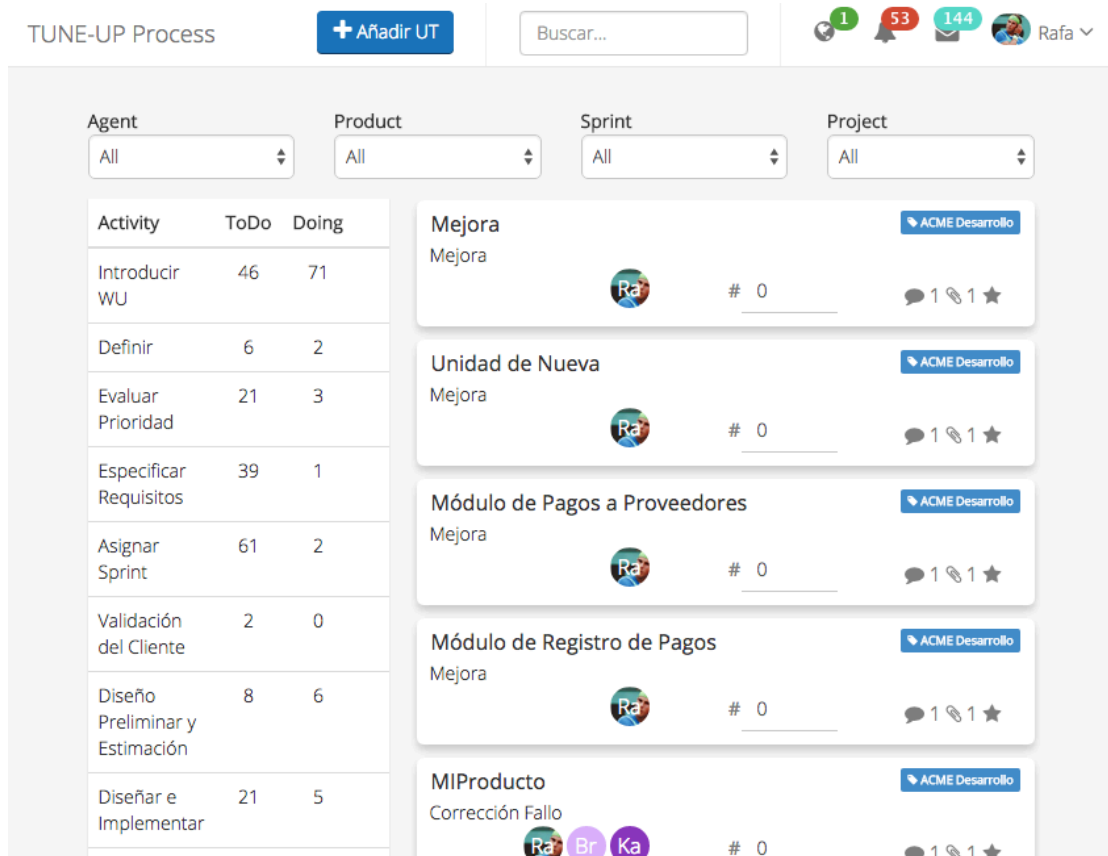 TUNE-UP Process
Añadir UT
Buscar...
1
53
144
Rafa
Agent
Product
Sprint
Project
All
All
All
All
Activity ToDo Doing
Introducir 46 71
WU
Definir 6 2
Evaluar 21 3
Prioridad
Especificar 39 1
Requisitos
Asignar 61 2
Sprint
Validación 2 0
del Cliente
Diseño 8 6
Preliminar y
Estimación
Diseñar e 21 5
Implementar
Mejora
ACME Desarrollo
Mejora
Ra
# 0
1 1
Unidad de Nueva
ACME Desarrollo
Mejora
Ra
# 0
1 1
Módulo de Pagos a Proveedores
ACME Desarrollo
Mejora
Ra
# 0
1 1
Módulo de Registro de Pagos
ACME Desarrollo
Mejora
Ra
# 0
1 1
MIProducto
ACME Desarrollo
Corrección Fallo
Ra Br Ka
# 0
1 1